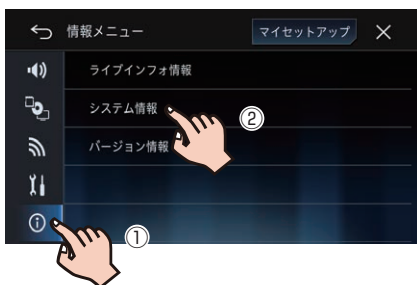 情報メニュー マイセットアップ
ライブインフォ情報
システム情報
②
バージョン情報
①